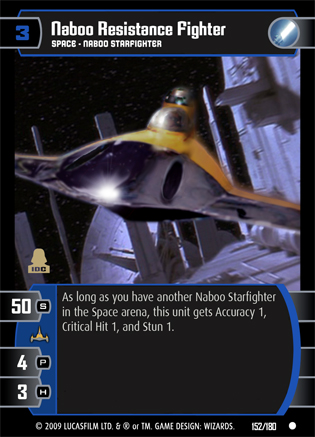 3 Naboo Resistance Fighter
SPACE - NABOO STARFIGHTER
IDC
50 S
As long as you have another Naboo Starfighter
in the Space arena, this unit gets Accuracy 1,
Critical Hit 1, and Stun 1.
4 P
3 H
© 2009 LUCASFILM LTD. & ® or TM. GAME DESIGN: WIZARDS. 152/180